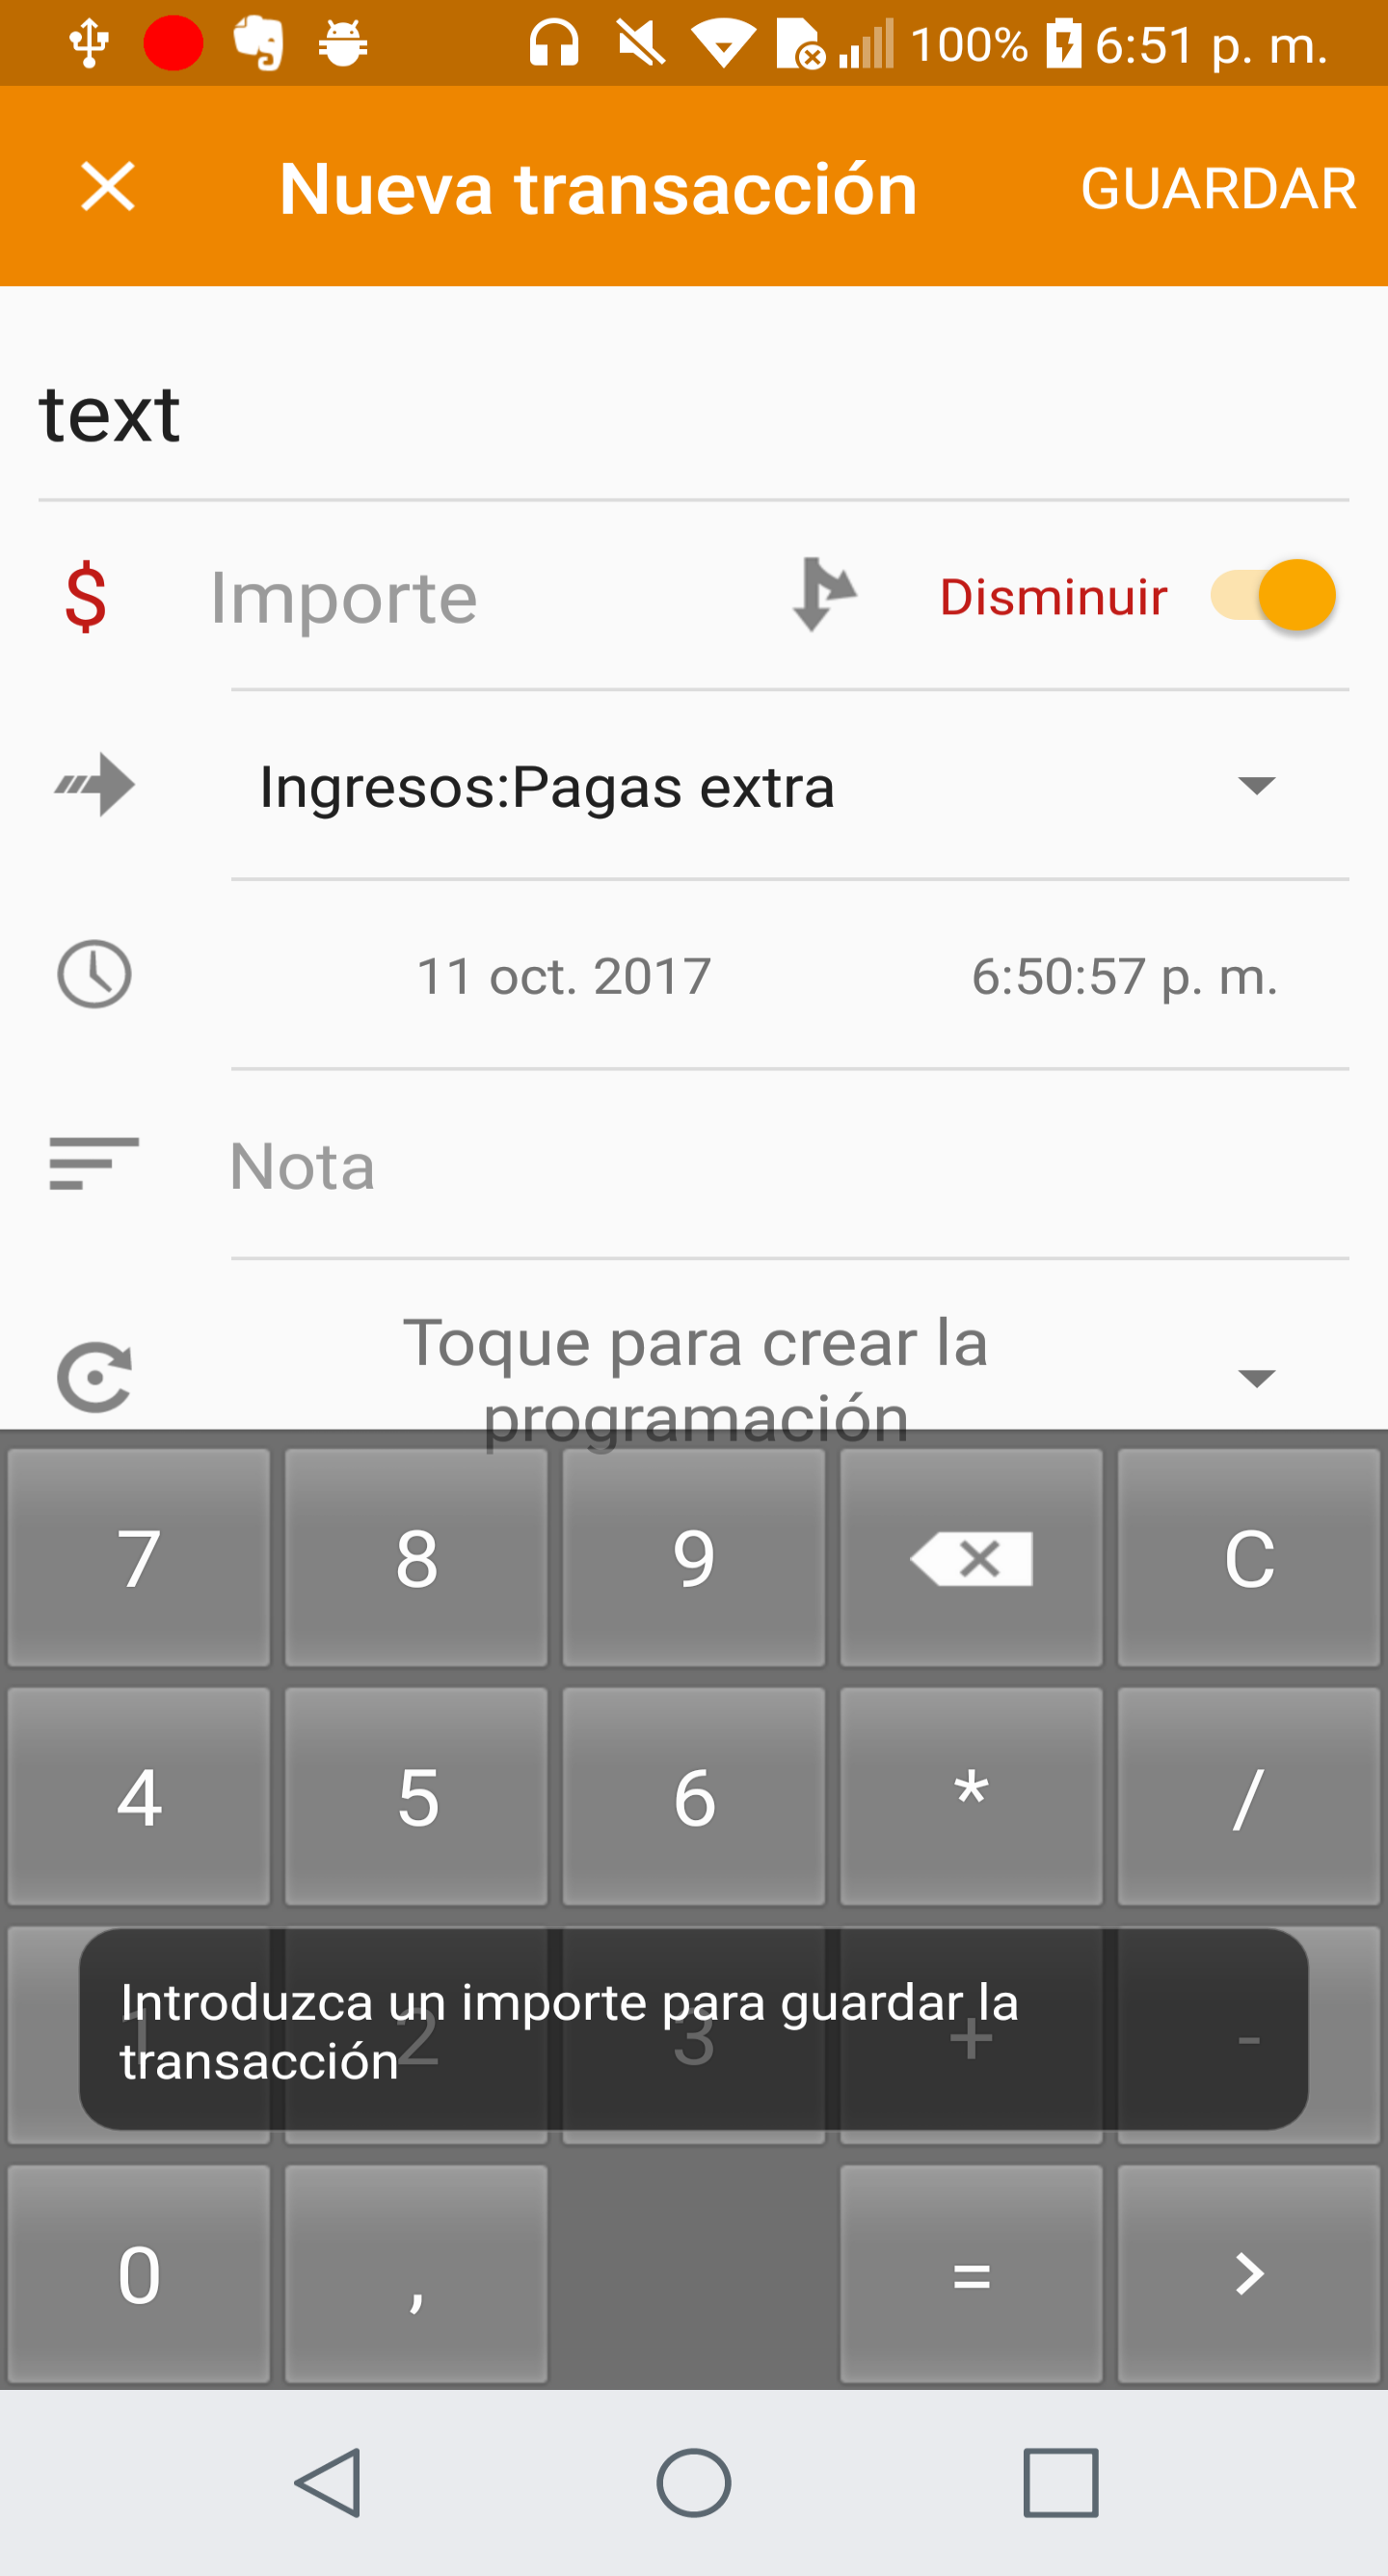 100% 6:51 p. m.
Nueva transacción GUARDAR
text
$ Importe Disminuir
Ingresos:Pagas extra
11 oct. 2017 6:50:57 p. m.
Nota
Toque para crear la
programación
7 8 9 C
4 5 6 * /
Introduzca un importe para guardar la
transacción
1 2 3 + -
0 , = >